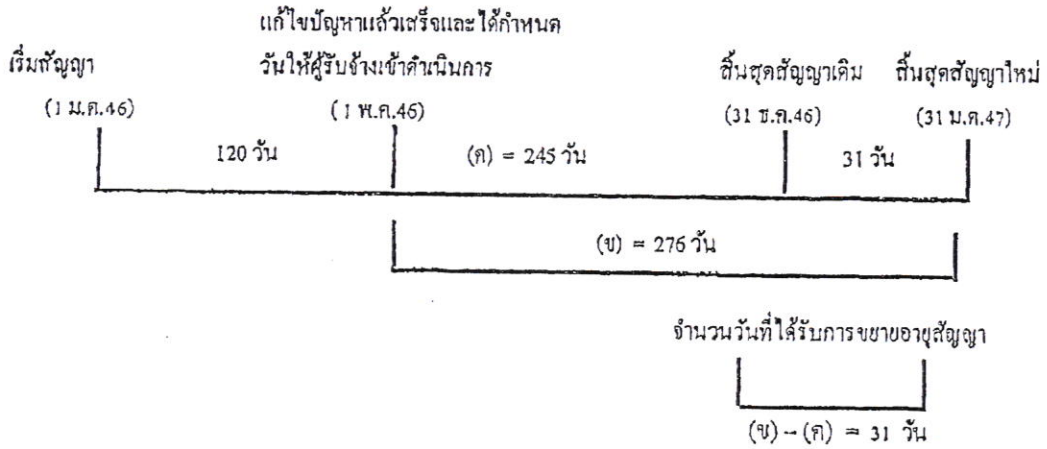 แก้ไขปัญหาแล้วเสร็จและได้กำหนด
เริ่มสัญญา วันให้ผู้รับจ้างเข้าดำเนินการ สิ้นสุดสัญญาเดิม สิ้นสุดสัญญาใหม่
(1 ม.ค.46) (1 พ.ค.46) (31 ธ.ค.46) (31 ม.ค.47)
120 วัน (ค) = 245 วัน 31 วัน
(ข) = 276 วัน
จำนวนวันที่ได้รับการขยายอายุสัญญา
(ข) – (ค) = 31 วัน